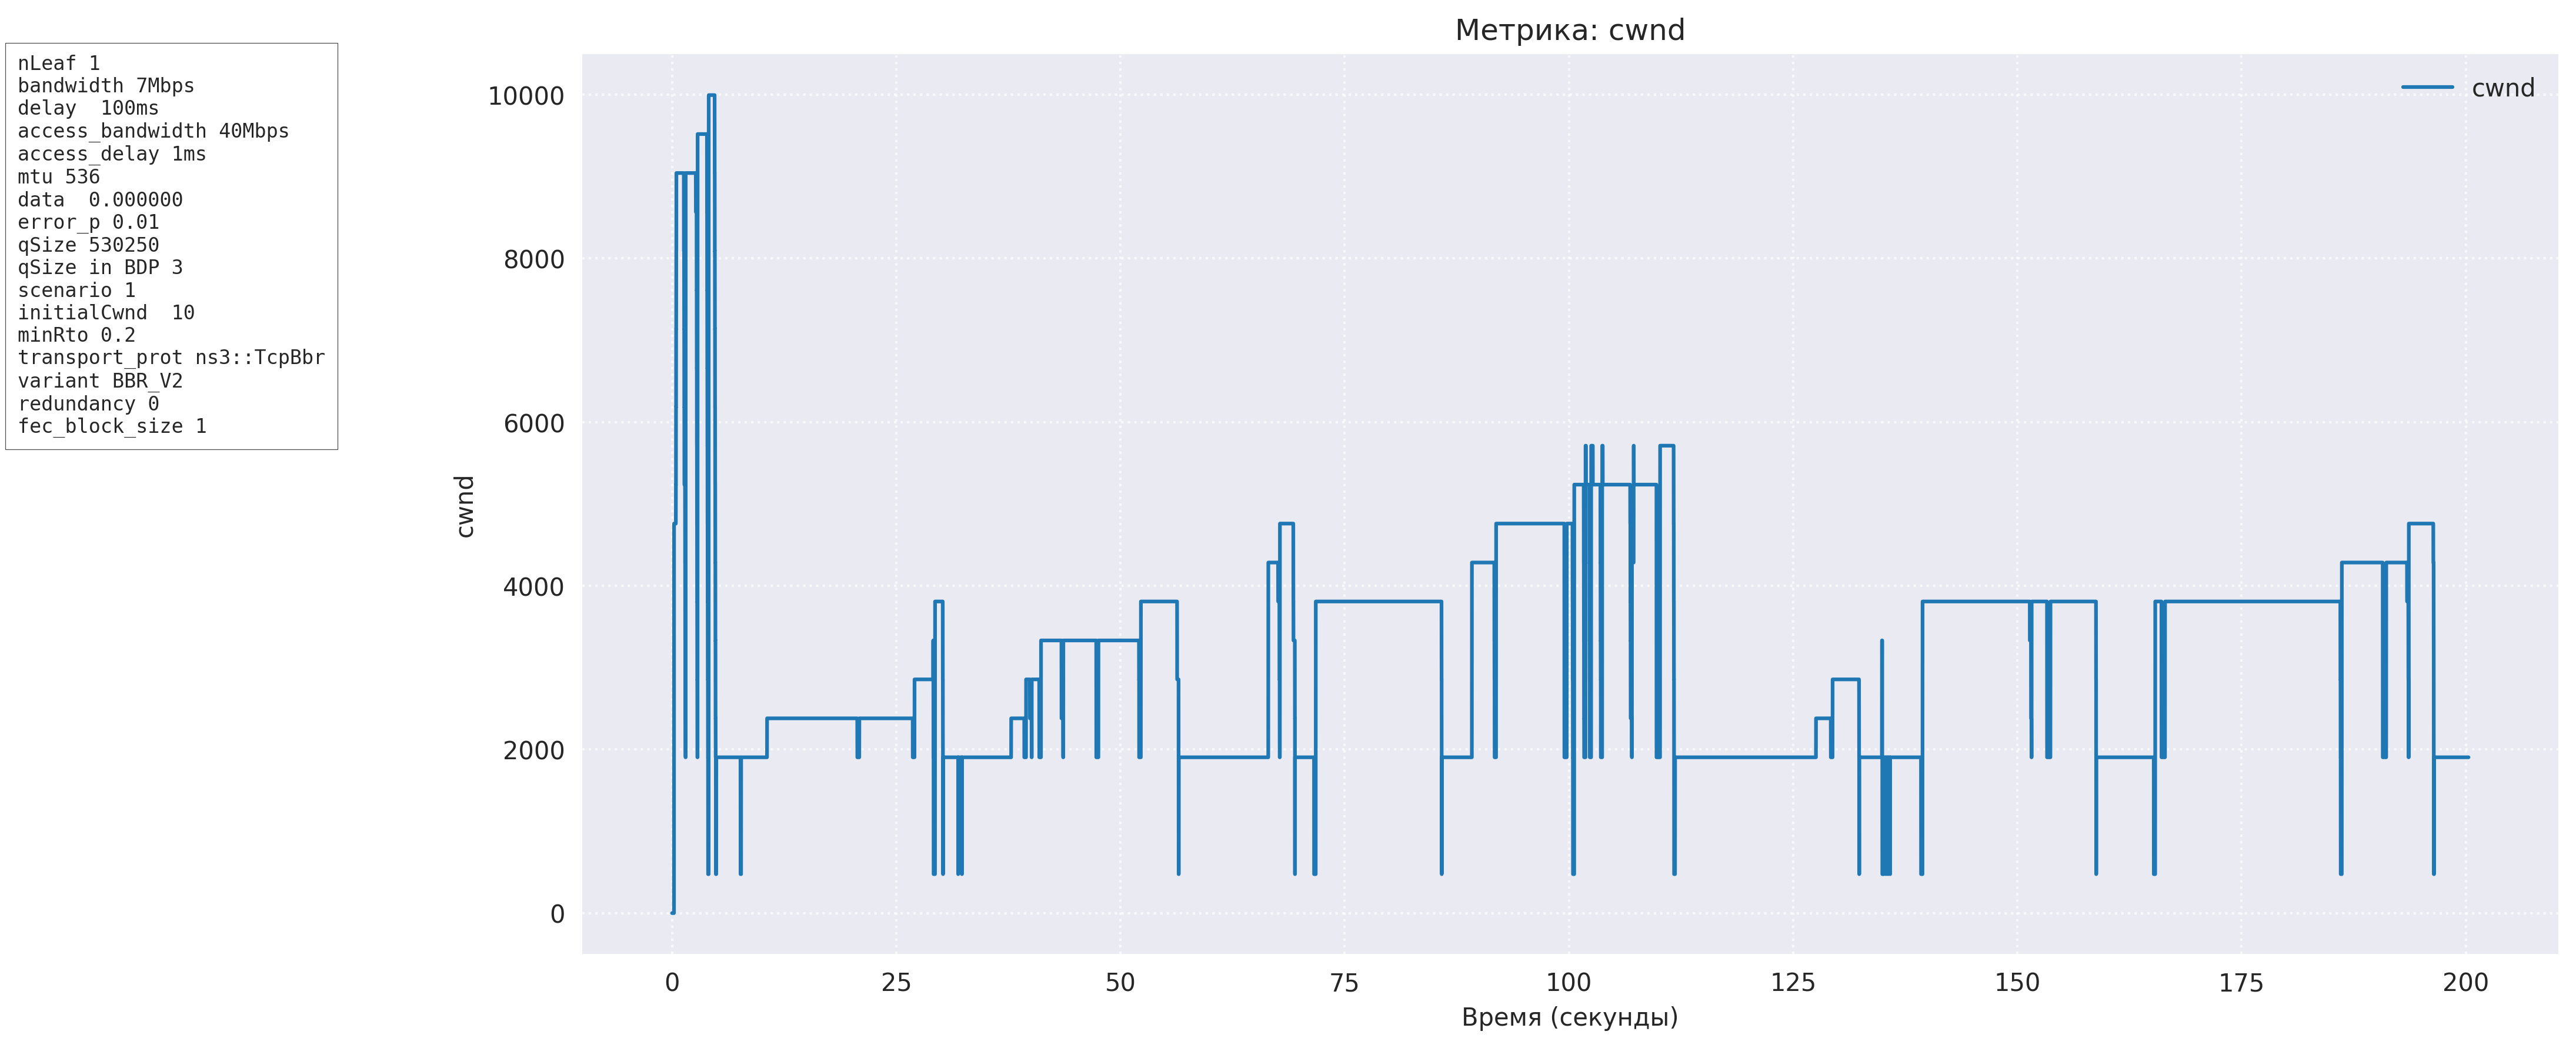 Метрика: cwnd
nLeaf 1
bandwidth 7Mbps
delay  100ms
access_bandwidth 40Mbps
access_delay 1ms
mtu 536
data  0.000000
error_p 0.01
qSize 530250
qSize in BDP 3
scenario 1
initialCwnd  10
minRto 0.2
transport_prot ns3::TcpBbr
variant BBR_V2
redundancy 0
fec_block_size 1
cwnd
cwnd
10000
8000
6000
4000
2000
0
0 25 50 75 100 125 150 175 200
Время (секунды)